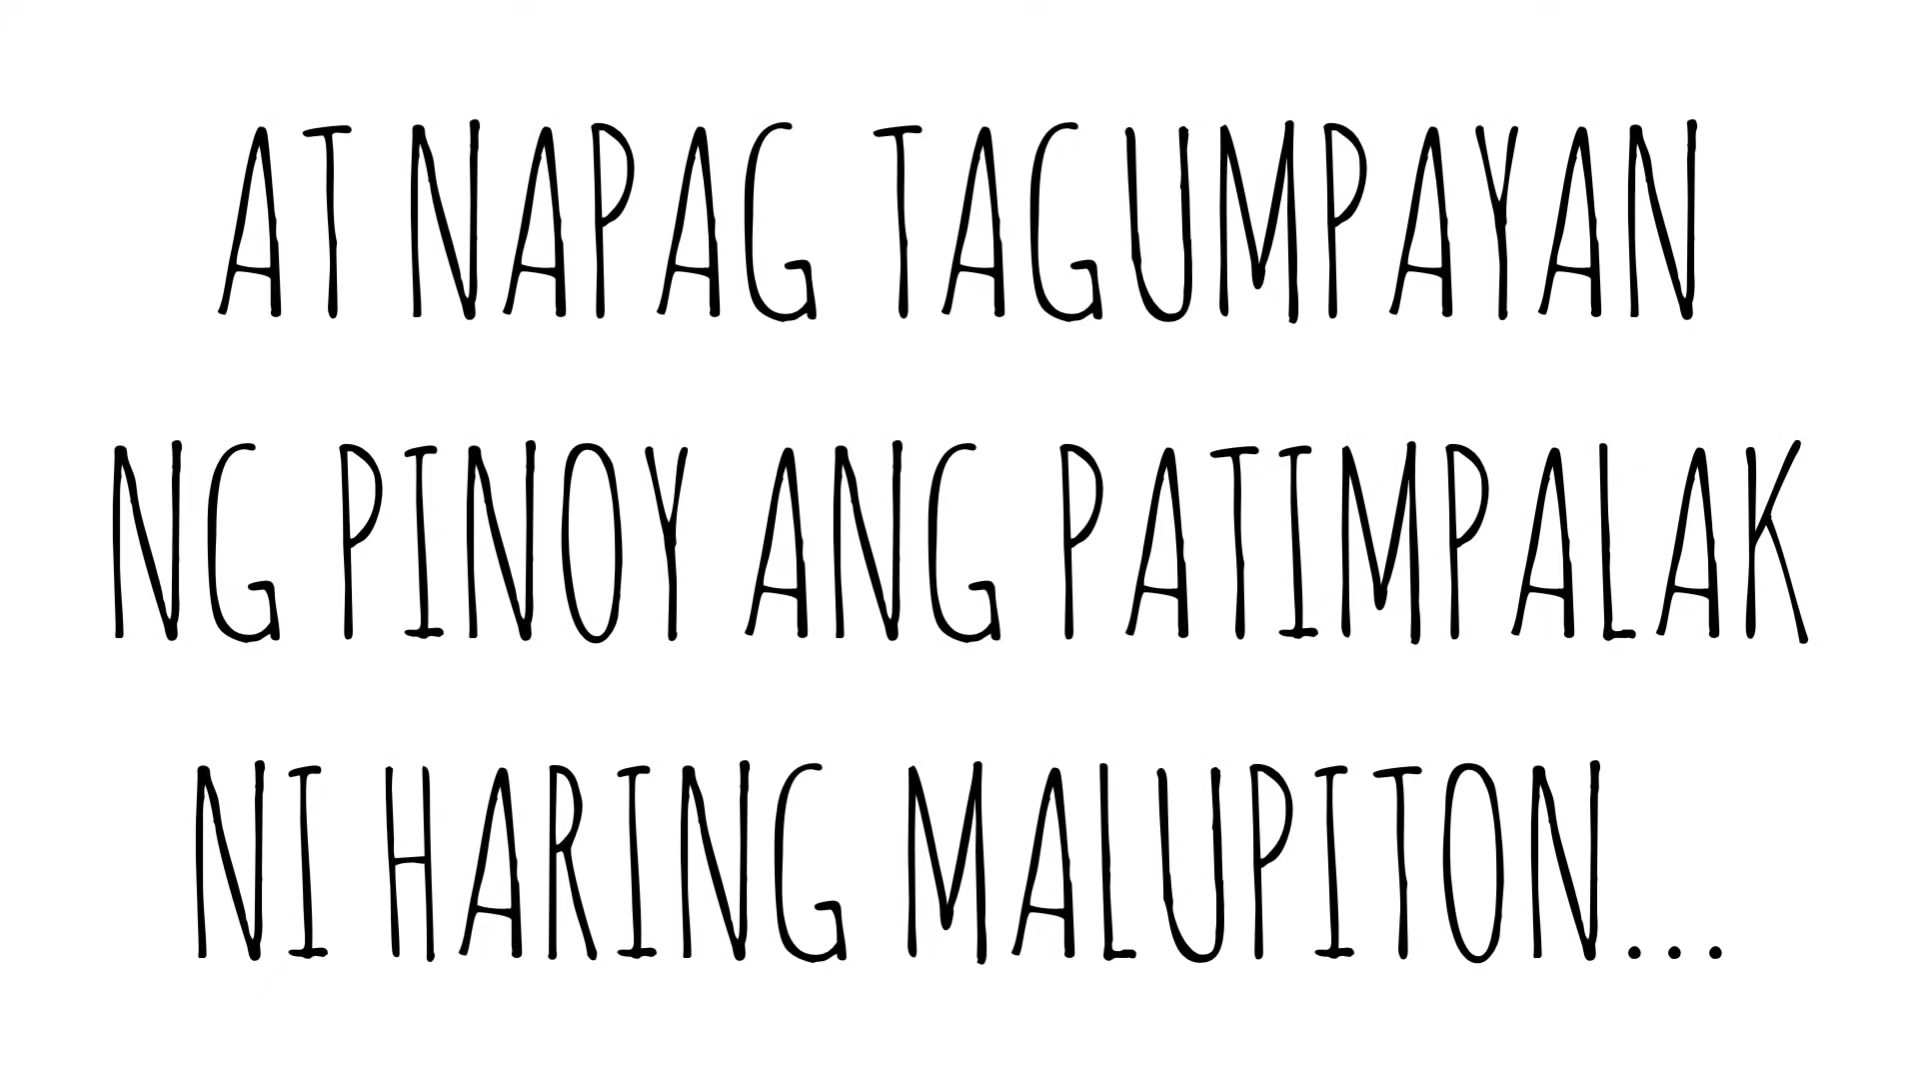 AT NAPAG TAGUMPAYAN
NG PINOY ANG PATIMPALAK
NI HARING MALUPITON...